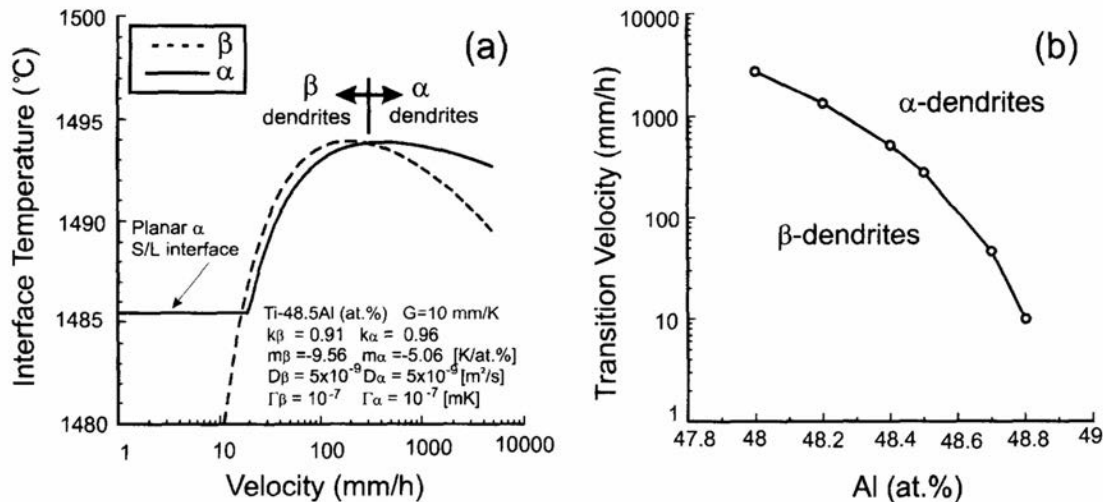 1500
1495
1490
1485
1480
Interface Temperature (°C)
β
α
(a)
β α
dendrites dendrites
Planar α
S/L interface
Ti-48.5Al (at.%) G=10 mm/K
kβ = 0.91 kα = 0.96
mβ =-9.56 mα =-5.06 [K/at.%]
Dβ = 5x10⁻⁹ Dα = 5x10⁻⁹ [m²/s]
Γβ = 10⁻⁷ Γα = 10⁻⁷ [mK]
1 10 100 1000 10000
Velocity (mm/h)
(b)
10000
1000
100
10
1
Transition Velocity (mm/h)
α-dendrites
β-dendrites
47.8 48 48.2 48.4 48.6 48.8 49
Al (at.%)